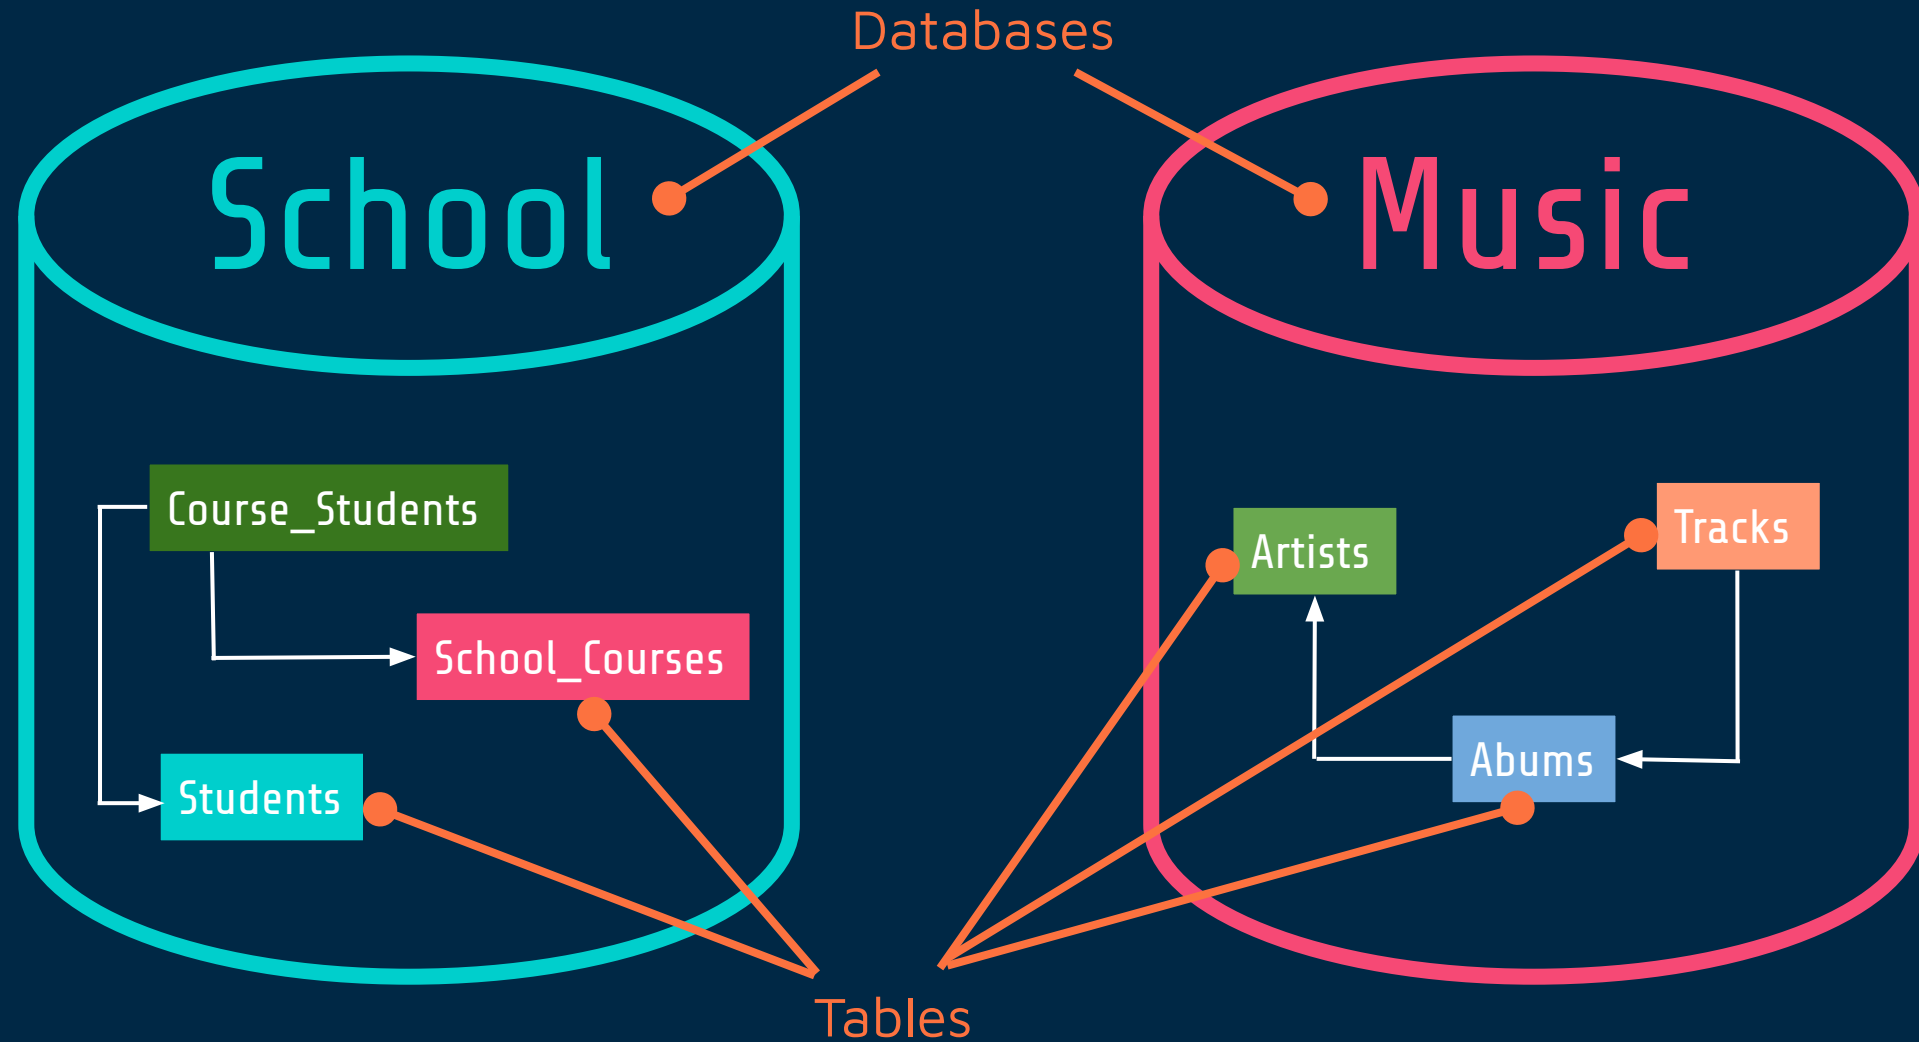 Databases
School
Music
Course_Students
School_Courses
Students
Artists
Tracks
Abums
Tables